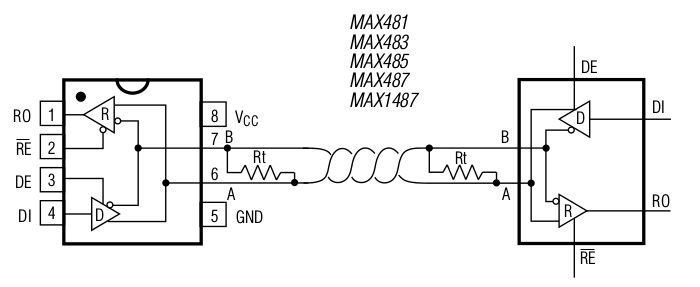 MAX481
MAX483
MAX485
MAX487
MAX1487
RO 1
R
8 VCC
RE 2
7 B
Rt
DE 3
6
A
DI 4
D
5 GND
B
Rt
A
DE
D
DI
R
RO
RE